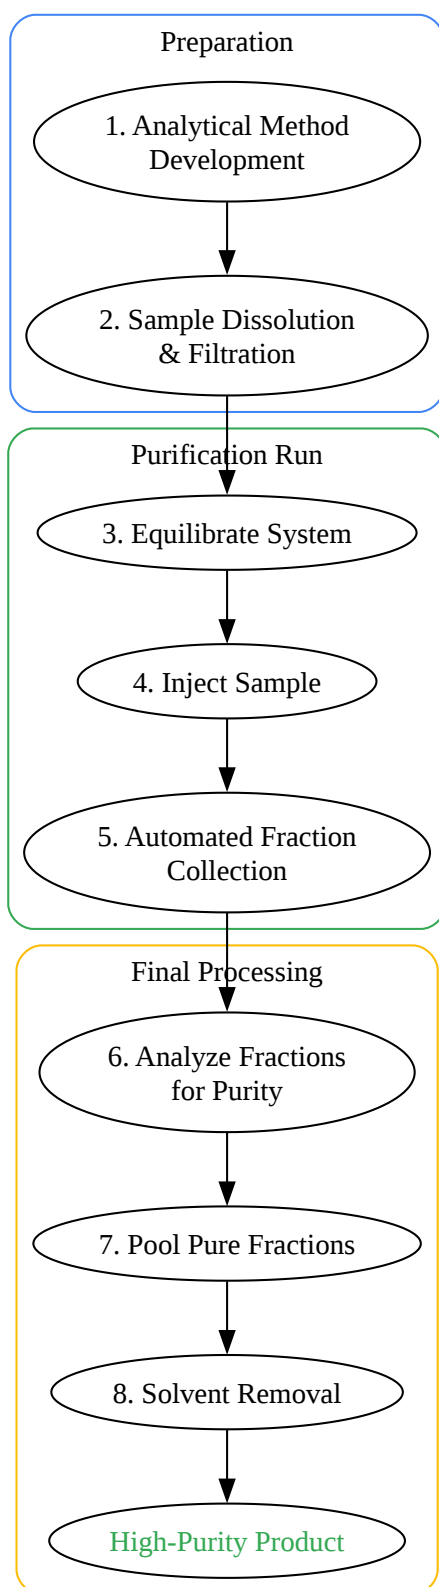 Preparation
1. Analytical Method
Development
2. Sample Dissolution
& Filtration
Purification Run
3. Equilibrate System
4. Inject Sample
5. Automated Fraction
Collection
Final Processing
6. Analyze Fractions
for Purity
7. Pool Pure Fractions
8. Solvent Removal
High-Purity Product